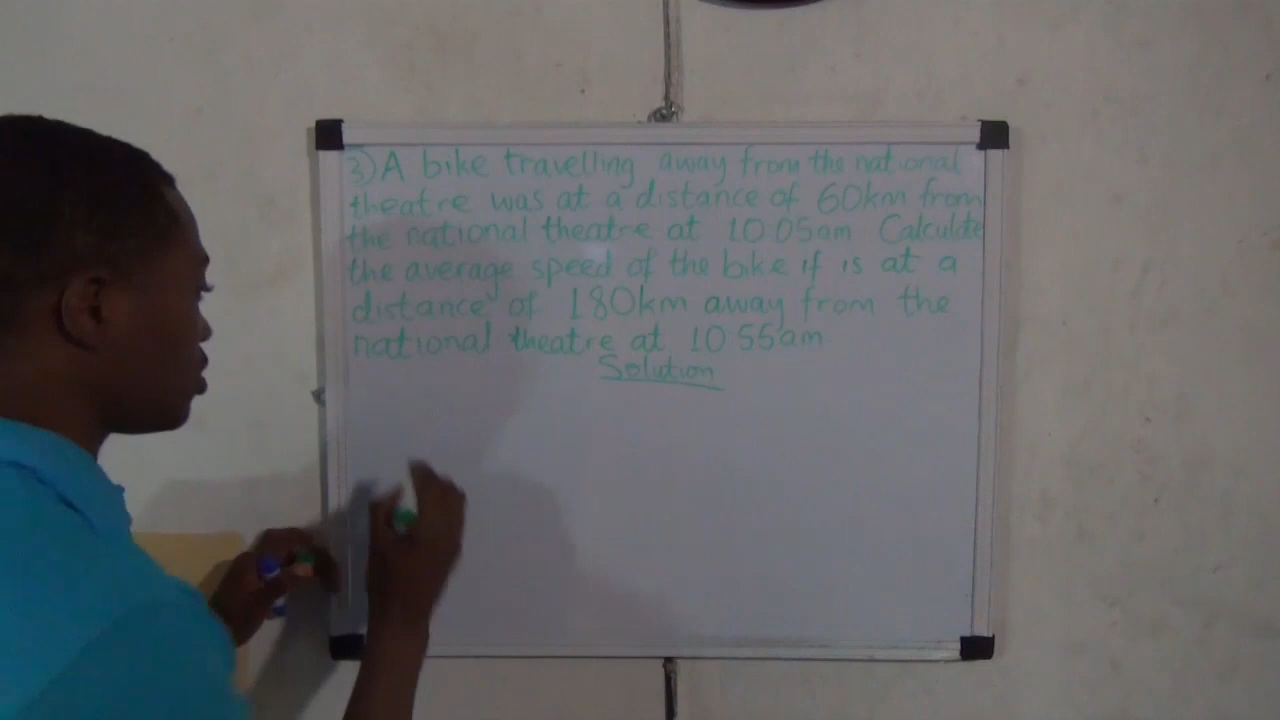 3) A bike travelling away from the national
theatre was at a distance of 60km from
the national theatre at 10:05am Calculate
the average speed of the bike if is at a
distance of 180km away from the
national theatre at 10:55am
Solution